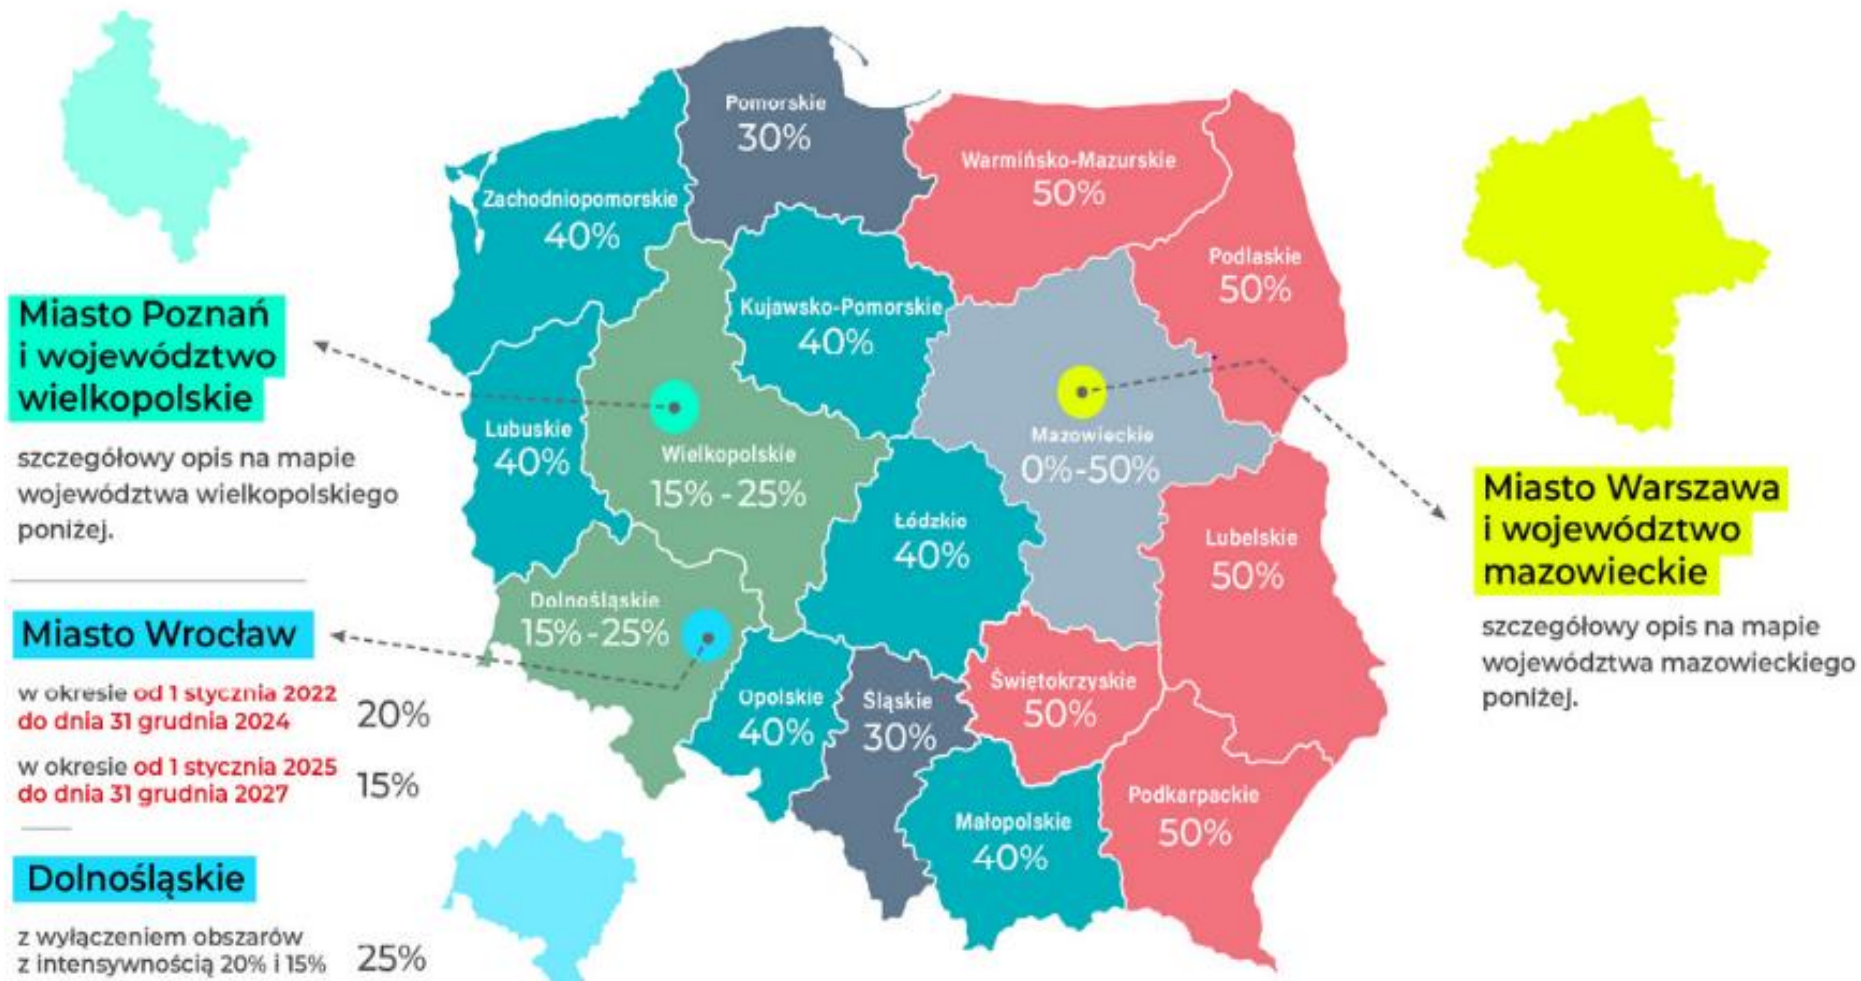 Miasto Poznań
i województwo
wielkopolskie
szczegółowy opis na mapie
województwa wielkopolskiego
poniżej.
Miasto Wrocław
w okresie od 1 stycznia 2022
do dnia 31 grudnia 2024
20%
w okresie od 1 stycznia 2025
do dnia 31 grudnia 2027
15%
Dolnośląskie
z wyłączeniem obszarów
z intensywnością 20% i 15%
25%
Pomorskie
30%
Zachodniopomorskie
40%
Warmińsko-Mazurskie
50%
Podlaskie
50%
Kujawsko-Pomorskie
40%
Lubuskie
40%
Wielkopolskie
15% - 25%
Mazowieckie
0%-50%
Łódzkie
40%
Lubelskie
50%
Dolnośląskie
15% - 25%
Opolskie
40%
Śląskie
30%
Świętokrzyskie
50%
Małopolskie
40%
Podkarpackie
50%
Miasto Warszawa
i województwo
mazowieckie
szczegółowy opis na mapie
województwa mazowieckiego
poniżej.